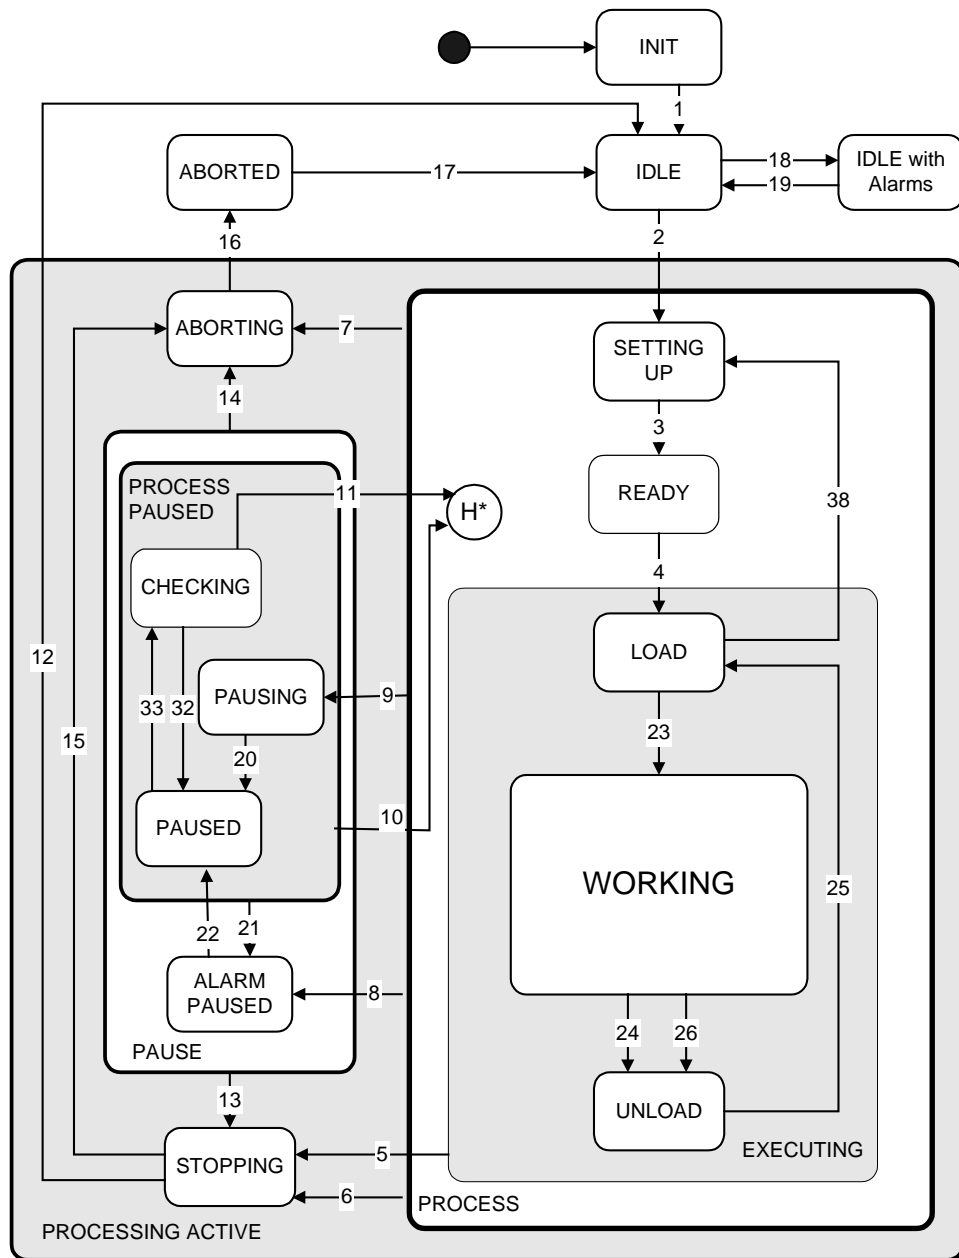 INIT
1
ABORTED
17
IDLE
18
19
IDLE with
Alarms
16
2
ABORTING
7
SETTING
UP
14
3
PROCESS
PAUSED
11
H*
READY
38
CHECKING
4
12
LOAD
33
32
PAUSING
9
15
20
23
PAUSED
10
WORKING
25
22
21
ALARM
PAUSED
8
24
26
PAUSE
13
UNLOAD
STOPPING
5
EXECUTING
6
PROCESS
PROCESSING ACTIVE